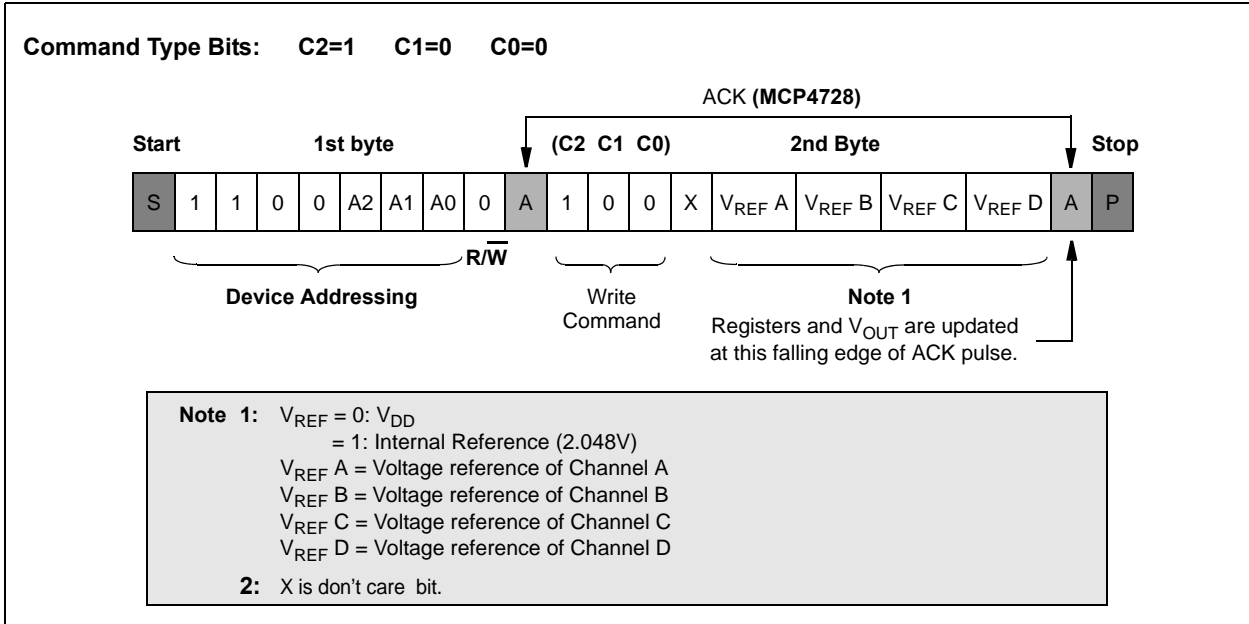 Command Type Bits: C2=1 C1=0 C0=0
ACK (MCP4728)
Start 1st byte (C2 C1 C0) 2nd Byte Stop
S 1 1 0 0 A2 A1 A0 0 A 1 0 0 X VREF A VREF B VREF C VREF D A P
R/W̅
Device Addressing Write Command Note 1
Registers and VOUT are updated
at this falling edge of ACK pulse.
Note 1: VREF = 0: VDD
= 1: Internal Reference (2.048V)
VREF A = Voltage reference of Channel A
VREF B = Voltage reference of Channel B
VREF C = Voltage reference of Channel C
VREF D = Voltage reference of Channel D
2: X is don't care bit.